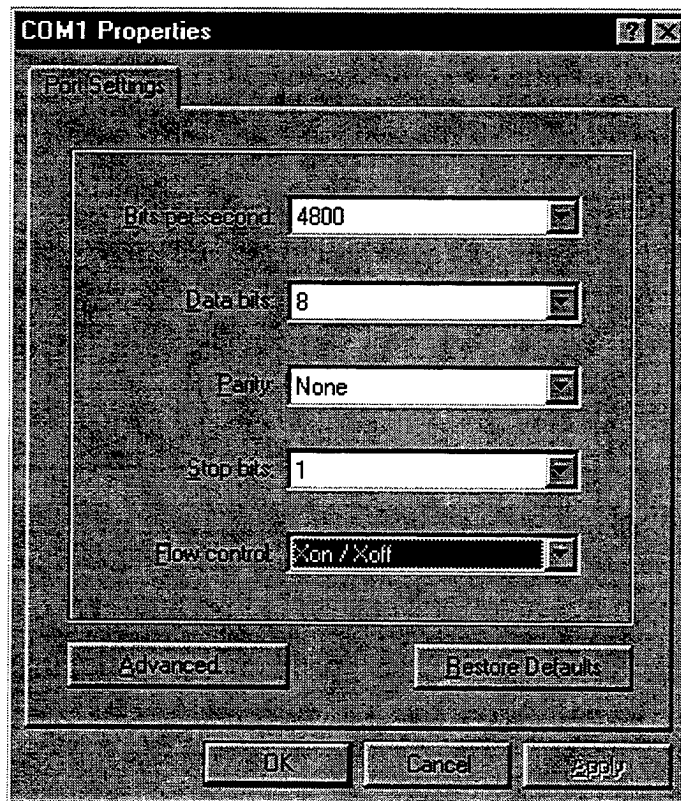 COM1 Properties
Port Settings
Bits per second: 4800
Data bits: 8
Parity: None
Stop bits: 1
Flow control: Xon / Xoff
Advanced...
Restore Defaults
OK Cancel Apply